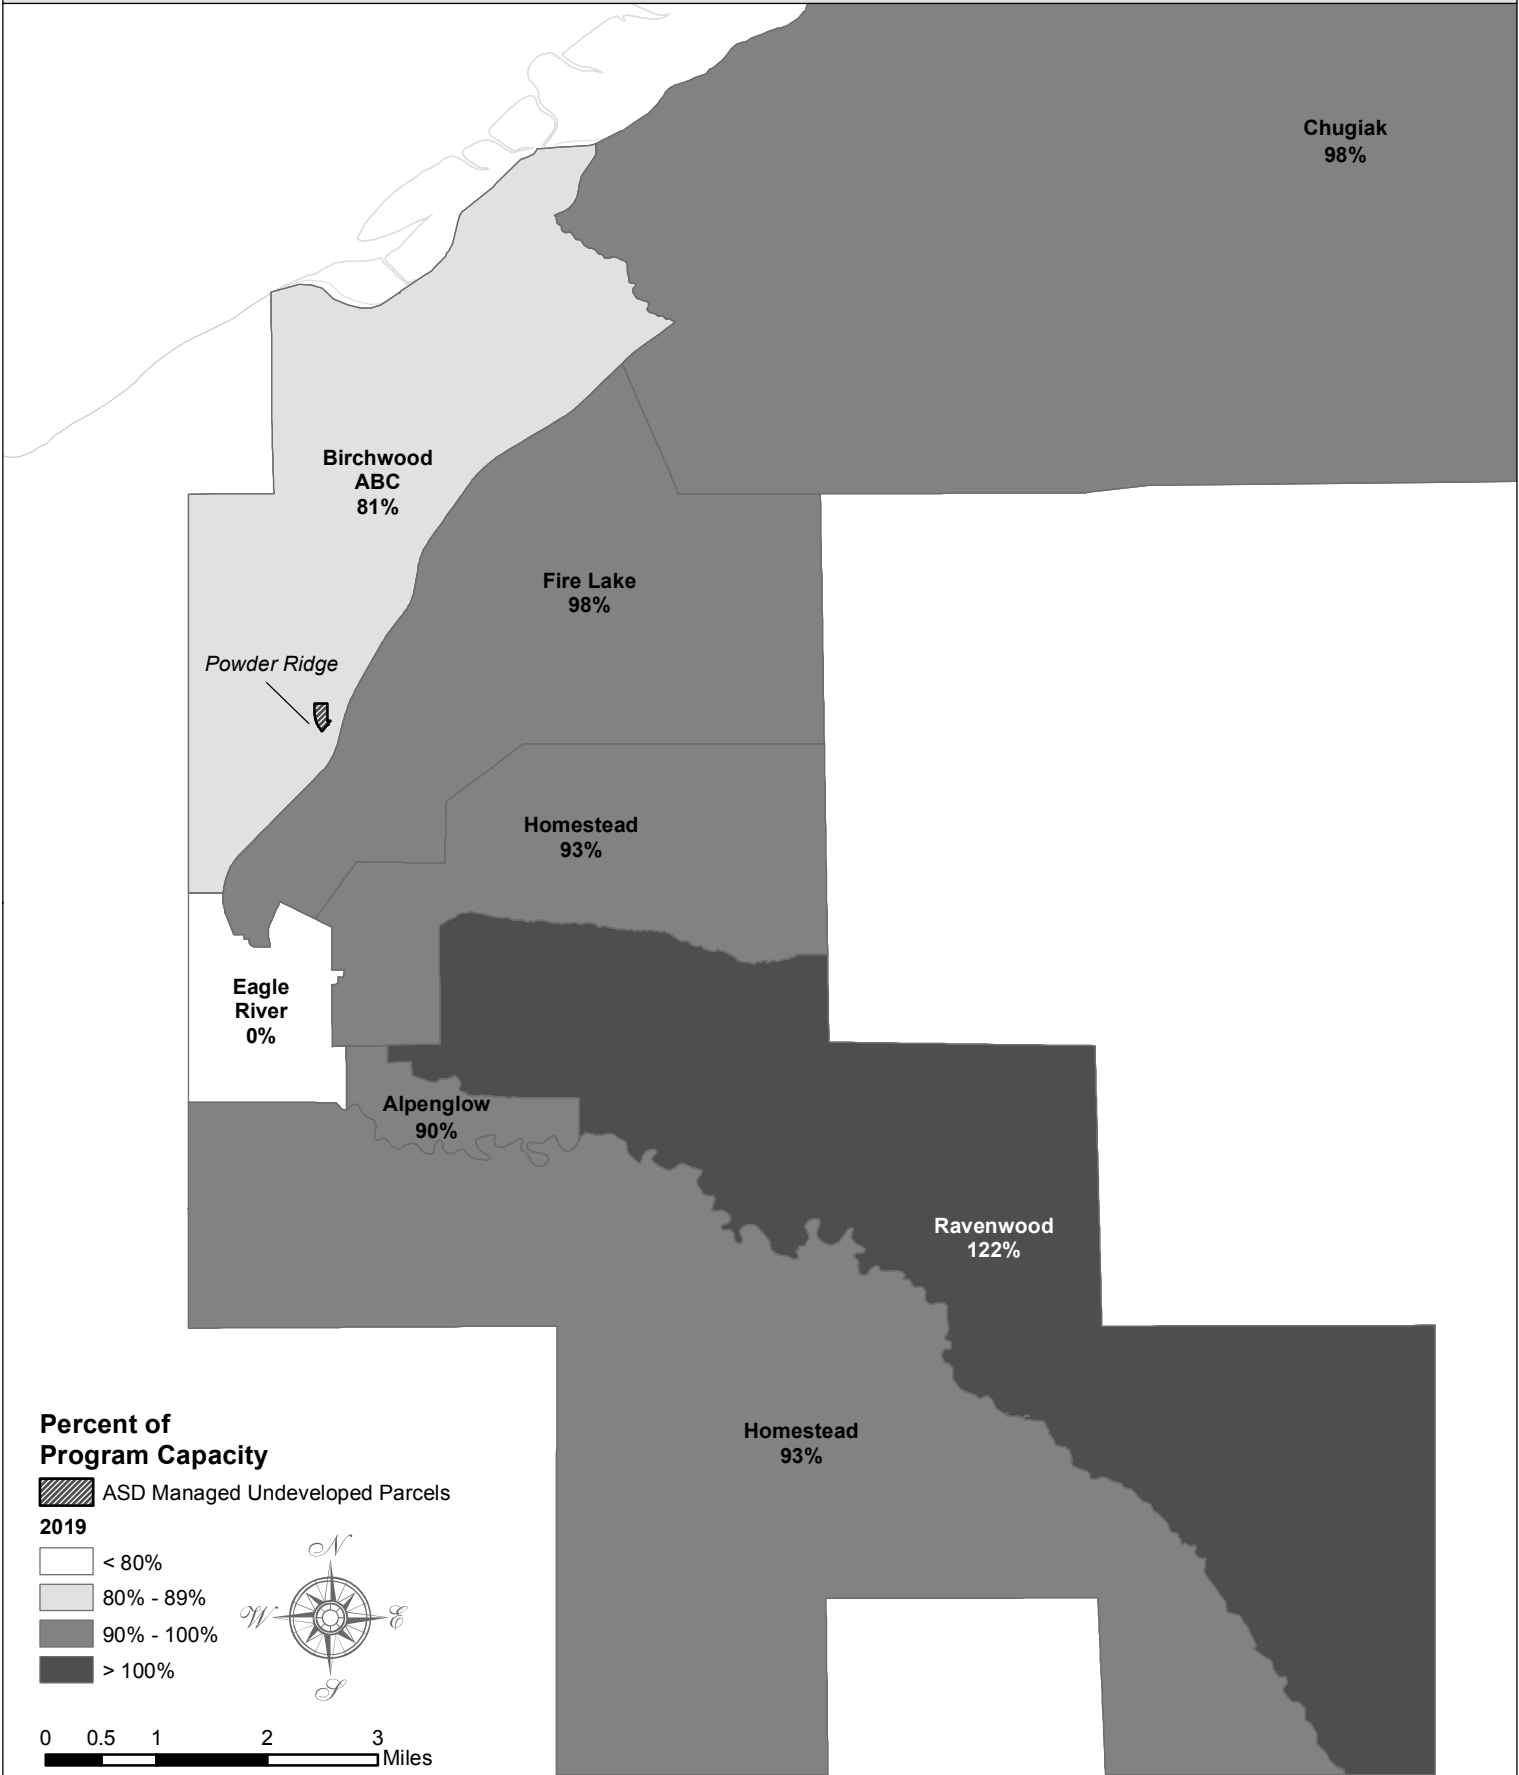 Chugiak
98%
Birchwood
ABC
81%
Fire Lake
98%
Powder Ridge
Homestead
93%
Eagle
River
0%
Alpenglow
90%
Ravenwood
122%
Homestead
93%
Percent of
Program Capacity
ASD Managed Undeveloped Parcels
2019
< 80%
80% - 89%
90% - 100%
> 100%
N
W
E
S
0 0.5 1 2 3
Miles